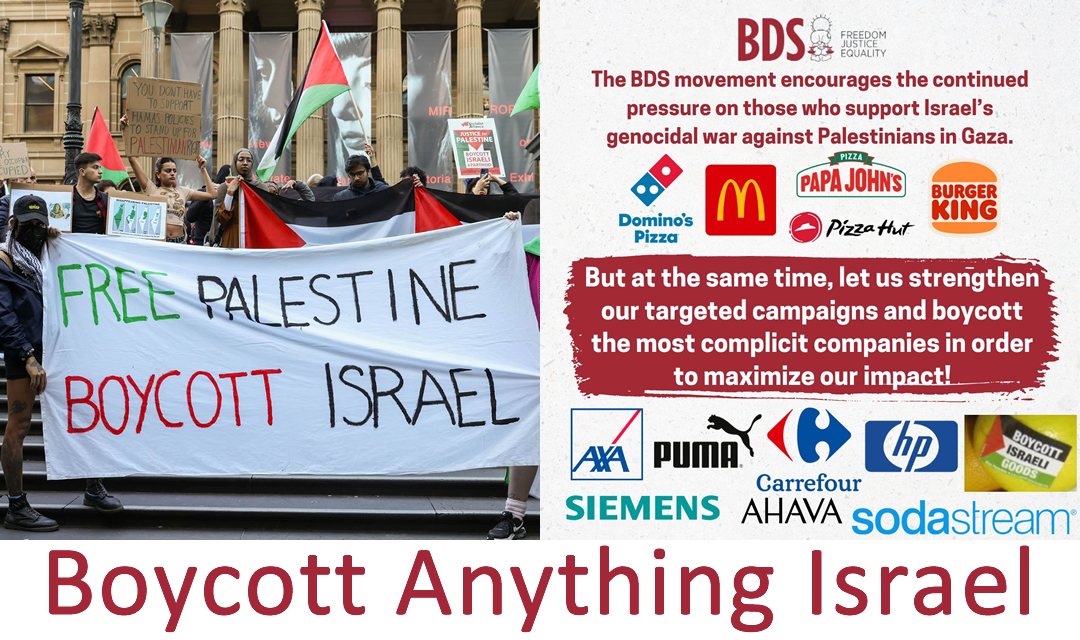 YOU DON'T HAVE
TO SUPPORT
HAMAS POLICIES
TO STAND UP FOR
PALESTINIAN
JUSTICE
BOYCOTT
ISRAELI
FREE PALESTINE
BOYCOTT ISRAEL
BDS
FREEDOM
JUSTICE
EQUALITY
The BDS movement encourages the continued
pressure on those who support Israel's
genocidal war against Palestinians in Gaza.
Domino's
Pizza
PIZZA
PAPA JOHN'S
Pizza Hut
BURGER
KING
But at the same time, let us strengthen
our targeted campaigns and boycott
the most complicit companies in order
to maximize our impact!
AXA
PUMA
Carrefour
hp
BOYCOTT
ISRAELI
GOODS
SIEMENS
AHAVA
sodastream
Boycott Anything Israel